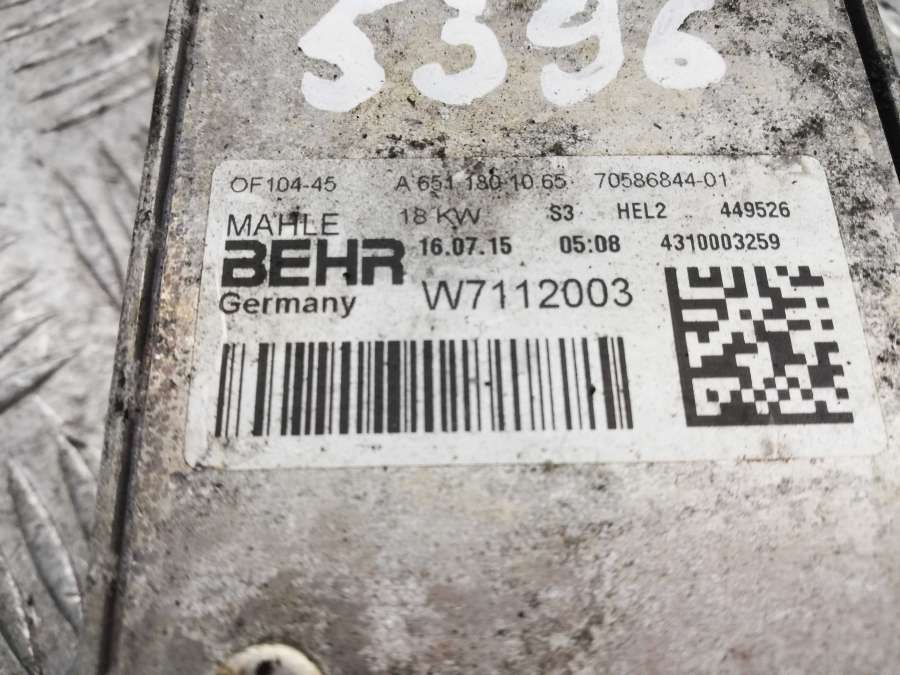 5396
OF104-45 A 651 180 10 65 70586844-01
MAHLE 18 KW S3 HEL2 449526
BEHR 16.07.15 05:08 4310003259
Germany W7112003